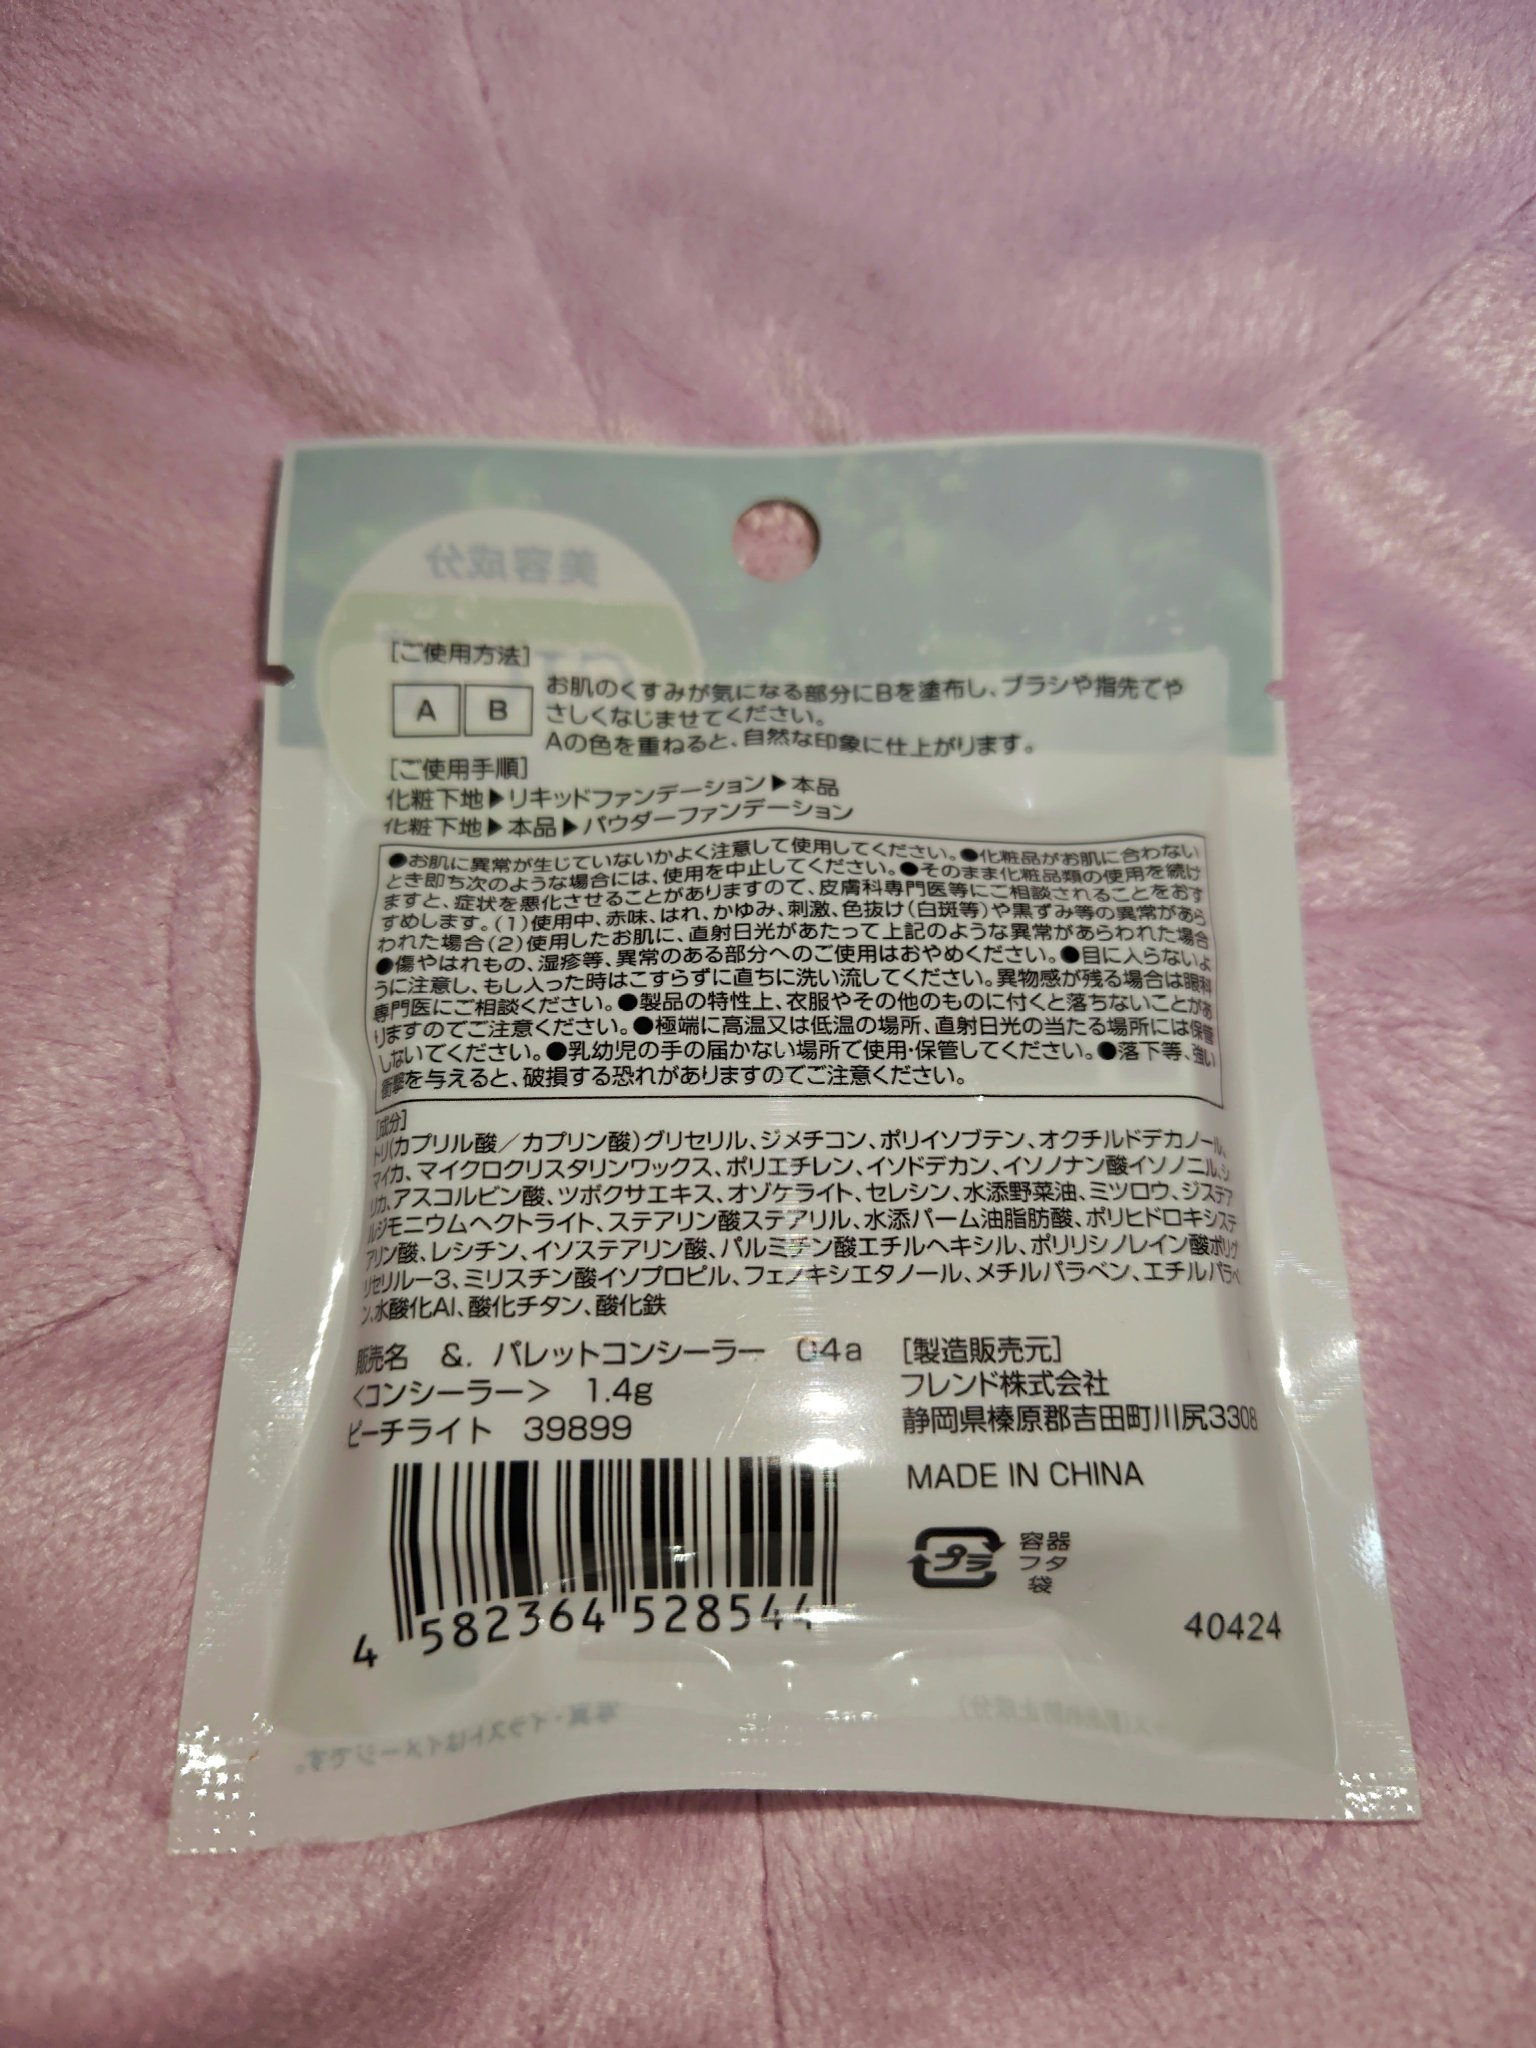 美容成分
[ご使用方法]
A B
お肌のくすみが気になる部分にBを塗布し、ブラシや指先でや
さしくなじませてください。
Aの色を重ねると、自然な印象に仕上がります。
[ご使用手順]
化粧下地▶リキッドファンデーション▶本品
化粧下地▶本品▶パウダーファンデーション
●お肌に異常が生じていないかよく注意して使用してください。●化粧品がお肌に合わない
とき即ち次のような場合には、使用を中止してください。●そのまま化粧品類の使用を続け
ますと、症状を悪化させることがありますので、皮膚科専門医等にご相談されることをおす
すめします。(1)使用中、赤味、はれ、かゆみ、刺激、色抜け(白斑等)や黒ずみ等の異常があら
われた場合(2)使用したお肌に、直射日光があたって上記のような異常があらわれた場合
●傷やはれもの、湿疹等、異常のある部分へのご使用はおやめください。●目に入らないよ
うに注意し、もし入った時はこすらずに直ちに洗い流してください。異物感が残る場合は眼科
専門医にご相談ください。●製品の特性上、衣服やその他のものに付くと落ちないことがあ
りますのでご注意ください。●極端に高温又は低温の場所、直射日光の当たる場所には保管
しないでください。●乳幼児の手の届かない場所で使用・保管してください。●落下等、強い
衝撃を与えると、破損する恐れがありますのでご注意ください。
[成分]
トリ(カプリル酸/カプリン酸)グリセリル、ジメチコン、ポリイソブテン、オクチルドデカノール、
マイカ、マイクロクリスタリンワックス、ポリエチレン、イソドデカン、イソノナン酸イソノニル、シ
リカ、アスコルビン酸、ツボクサエキス、オゾケライト、セレシン、水添野菜油、ミツロウ、ジステア
ルジモニウムヘクトライト、ステアリン酸ステアリル、水添パーム油脂肪酸、ポリヒドロキシステ
アリン酸、レシチン、イソステアリン酸、パルミチン酸エチルヘキシル、ポリリシノレイン酸ポリグ
リセリル-3、ミリスチン酸イソプロピル、フェノキシエタノール、メチルパラベン、エチルパラベ
ン、水酸化Al、酸化チタン、酸化鉄
販売名 &. パレットコンシーラー 04a
<コンシーラー> 1.4g
ピーチライト 39899
[製造販売元]
フレンド株式会社
静岡県榛原郡吉田町川尻3308
MADE IN CHINA
プラ
容器
フタ
袋
4 582364 528544
40424
写真・イラストはイメージです。